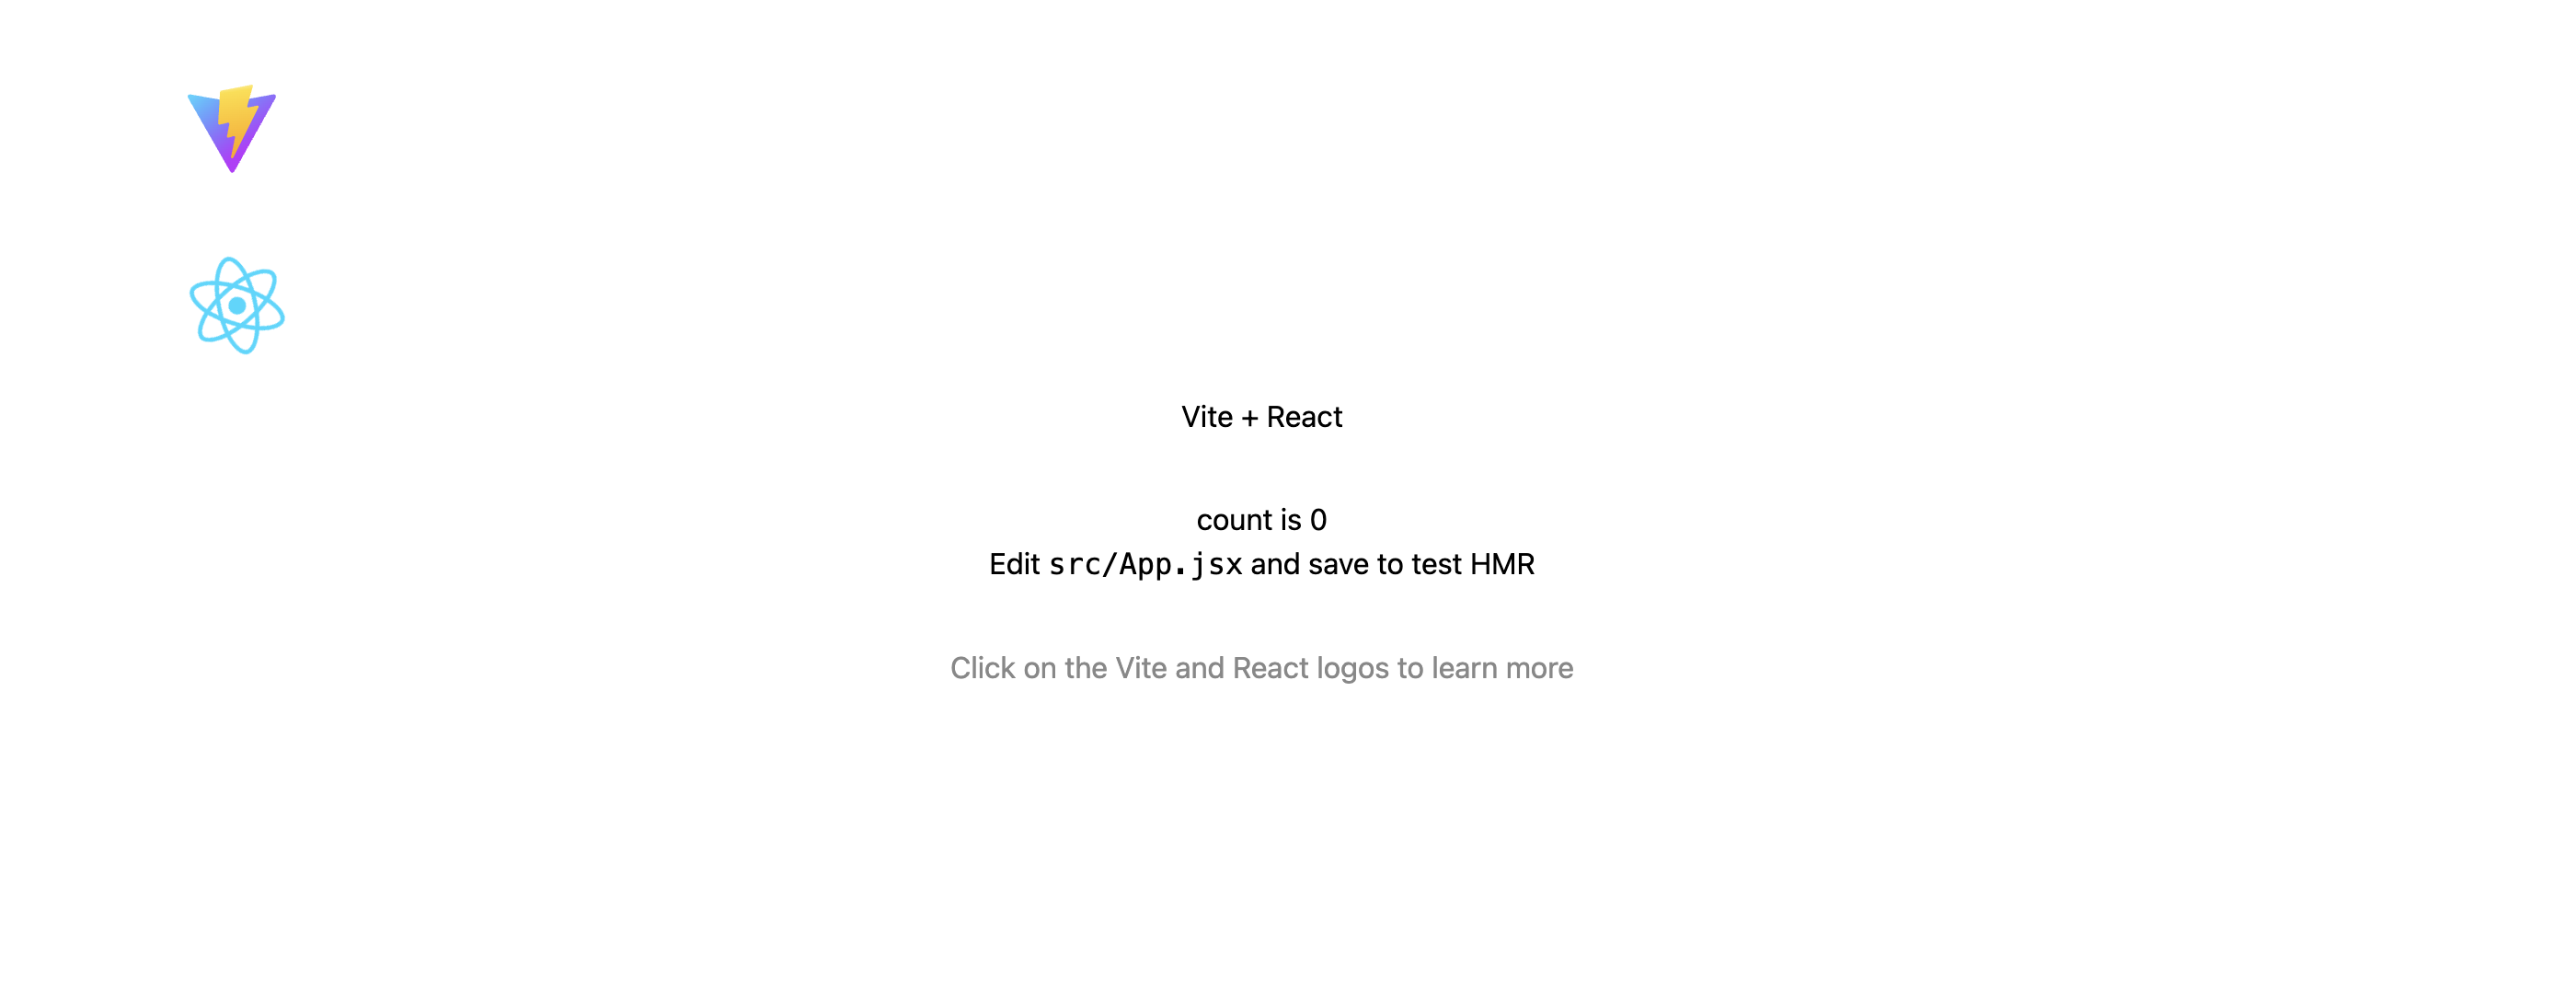 Vite + React
count is 0
Edit src/App.jsx and save to test HMR
Click on the Vite and React logos to learn more